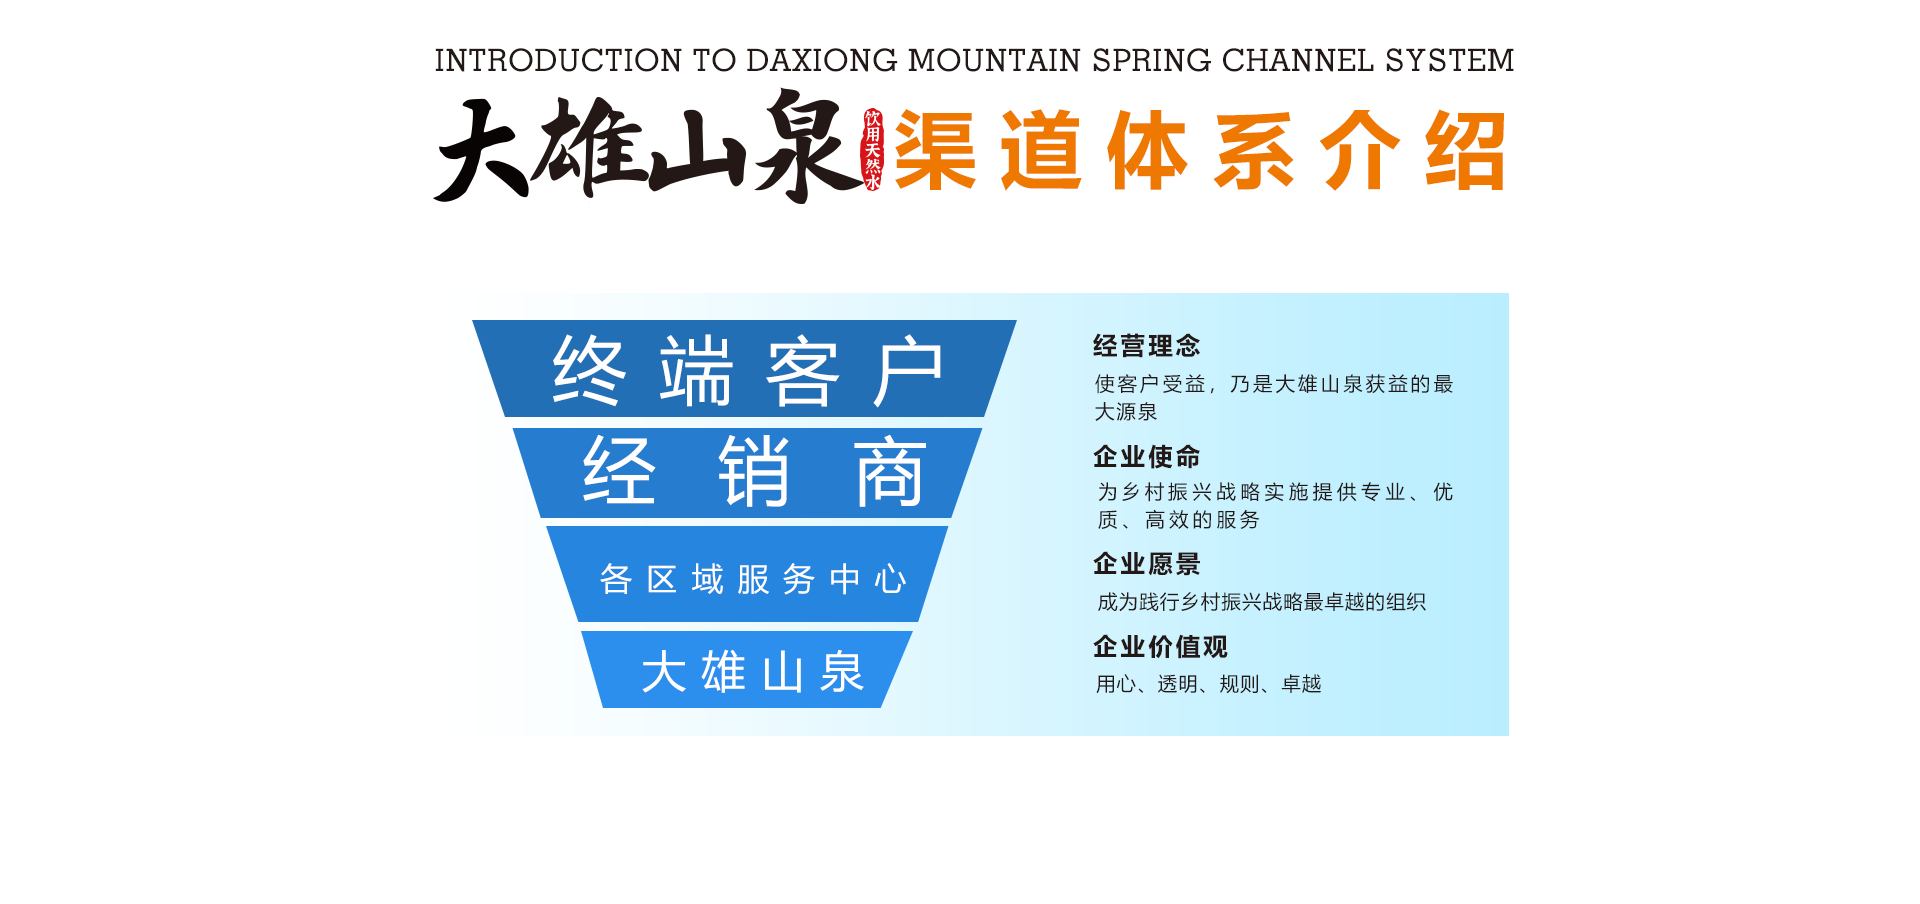 INTRODUCTION TO DAXIONG MOUNTAIN SPRING CHANNEL SYSTEM
大雄山泉 饮用天然水 渠道体系介绍
终端客户
经销商
各区域服务中心
大雄山泉
经营理念
使客户受益，乃是大雄山泉获益的最
大源泉
企业使命
为乡村振兴战略实施提供专业、优
质、高效的服务
企业愿景
成为践行乡村振兴战略最卓越的组织
企业价值观
用心、透明、规则、卓越